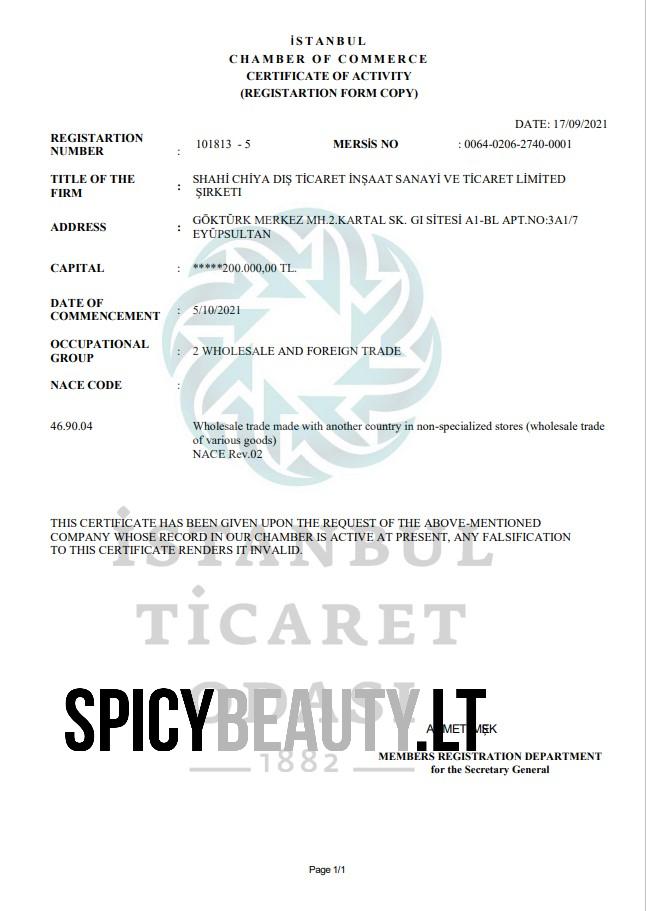 İSTANBUL
CHAMBER OF COMMERCE
CERTIFICATE OF ACTIVITY
(REGISTARTION FORM COPY)
DATE: 17/09/2021
REGISTARTION NUMBER : 101813 - 5 MERSİS NO : 0064-0206-2740-0001
TITLE OF THE FIRM : SHAHİ CHİYA DIŞ TİCARET İNŞAAT SANAYİ VE TİCARET LİMİTED
ŞIRKETI
ADDRESS : GÖKTÜRK MERKEZ MH.2.KARTAL SK. GI SİTESİ A1-BL APT.NO:3A1/7
EYÜPSULTAN
CAPITAL : *****200.000,00 TL.
DATE OF COMMENCEMENT : 5/10/2021
OCCUPATIONAL GROUP : 2 WHOLESALE AND FOREIGN TRADE
NACE CODE :
46.90.04 Wholesale trade made with another country in non-specialized stores (wholesale trade
of various goods)
NACE Rev.02
THIS CERTIFICATE HAS BEEN GIVEN UPON THE REQUEST OF THE ABOVE-MENTIONED
COMPANY WHOSE RECORD IN OUR CHAMBER IS ACTIVE AT PRESENT, ANY FALSIFICATION
TO THIS CERTIFICATE RENDERS IT INVALID.
İSTANBUL
TİCARET
ODASI
SPICYBEAUTY.LT
1882
MEMBERS REGISTRATION DEPARTMENT
for the Secretary General
Page 1/1